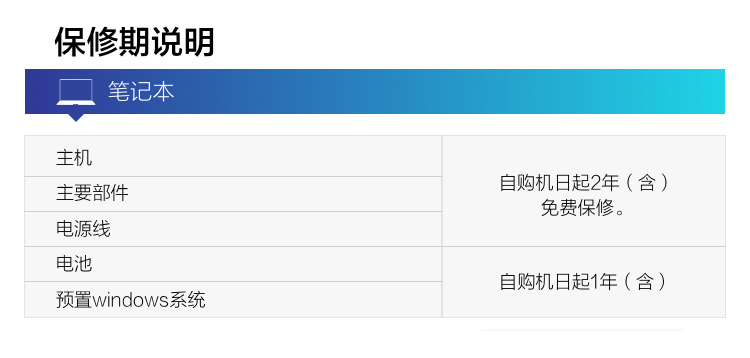 保修期说明
笔记本
主机
主要部件
电源线
自购机日起2年（含）
免费保修。
电池
预置windows系统
自购机日起1年（含）